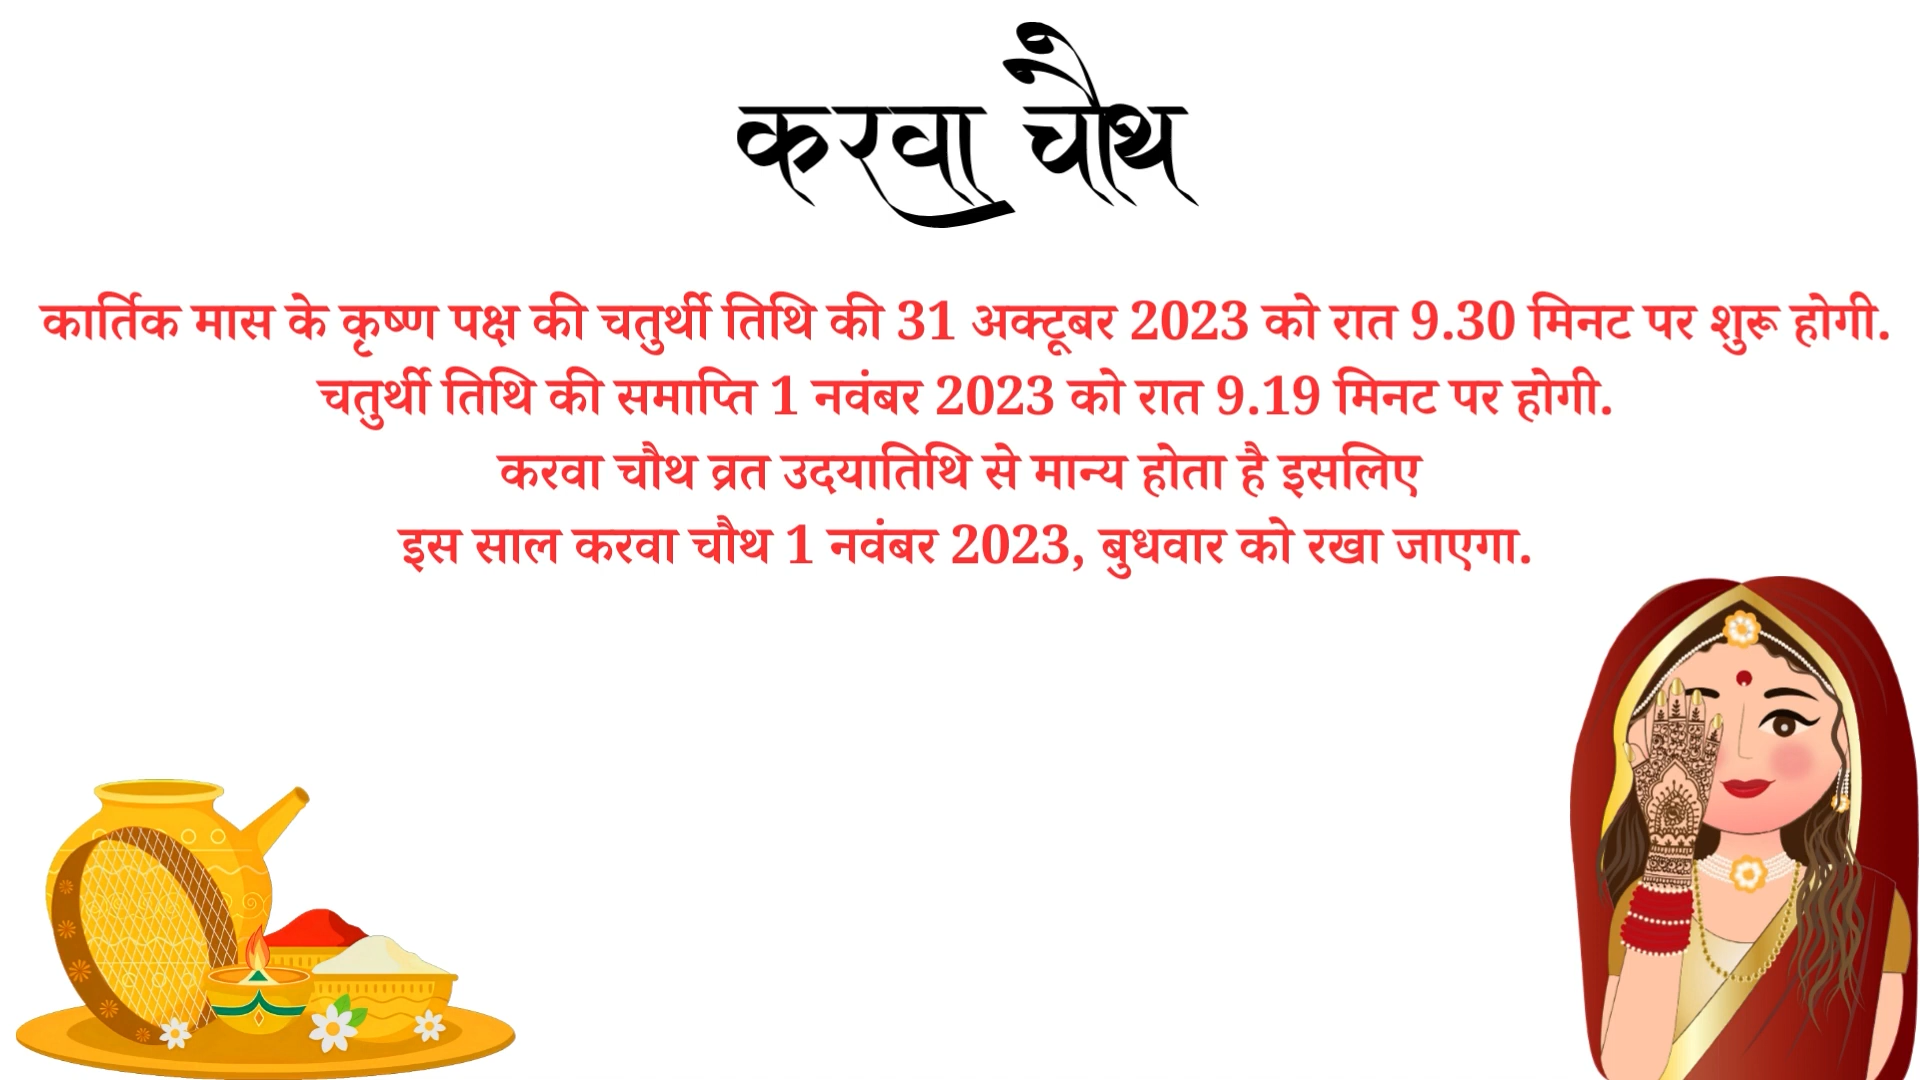 करवा चौथ
कार्तिक मास के कृष्ण पक्ष की चतुर्थी तिथि की 31 अक्टूबर 2023 को रात 9.30 मिनट पर शुरू होगी.
चतुर्थी तिथि की समाप्ति 1 नवंबर 2023 को रात 9.19 मिनट पर होगी.
करवा चौथ व्रत उदयातिथि से मान्य होता है इसलिए
इस साल करवा चौथ 1 नवंबर 2023, बुधवार को रखा जाएगा.